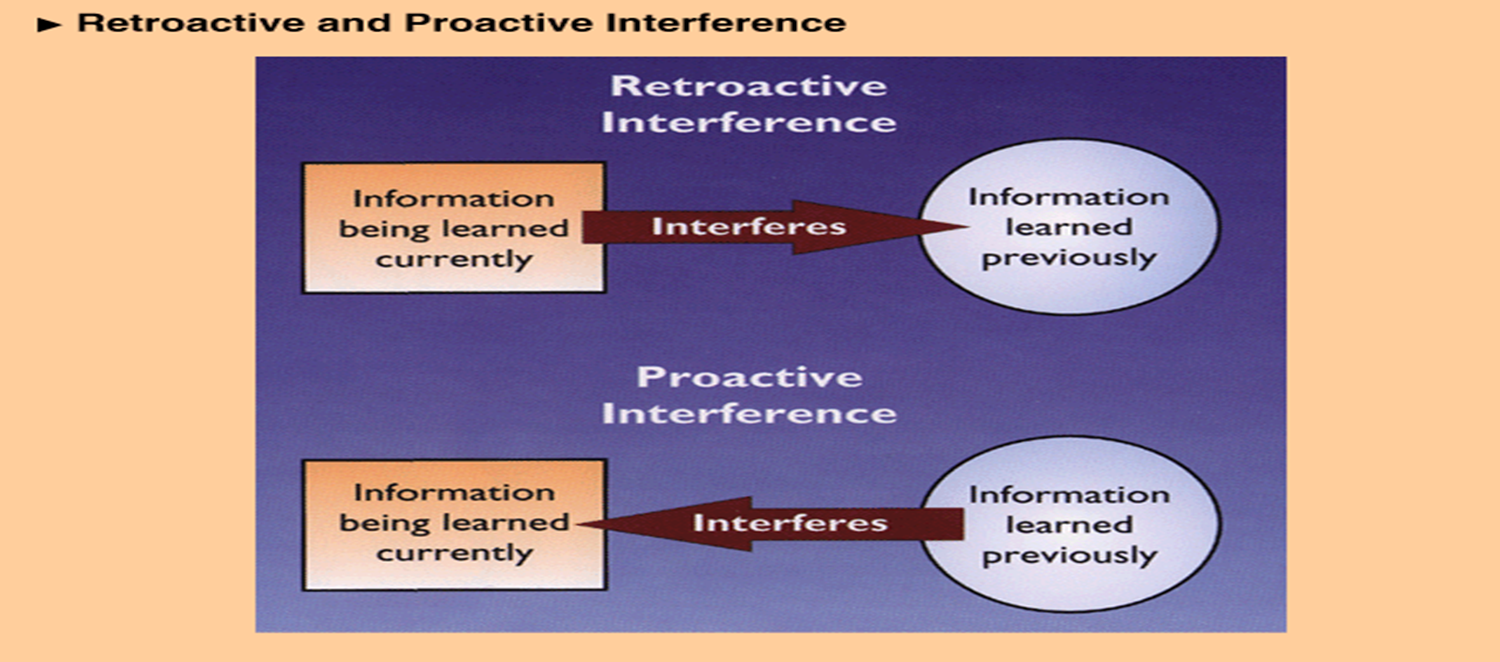 ► Retroactive and Proactive Interference
Retroactive
Interference
Information
being learned
currently
Interferes
Information
learned
previously
Proactive
Interference
Information
being learned
currently
Interferes
Information
learned
previously